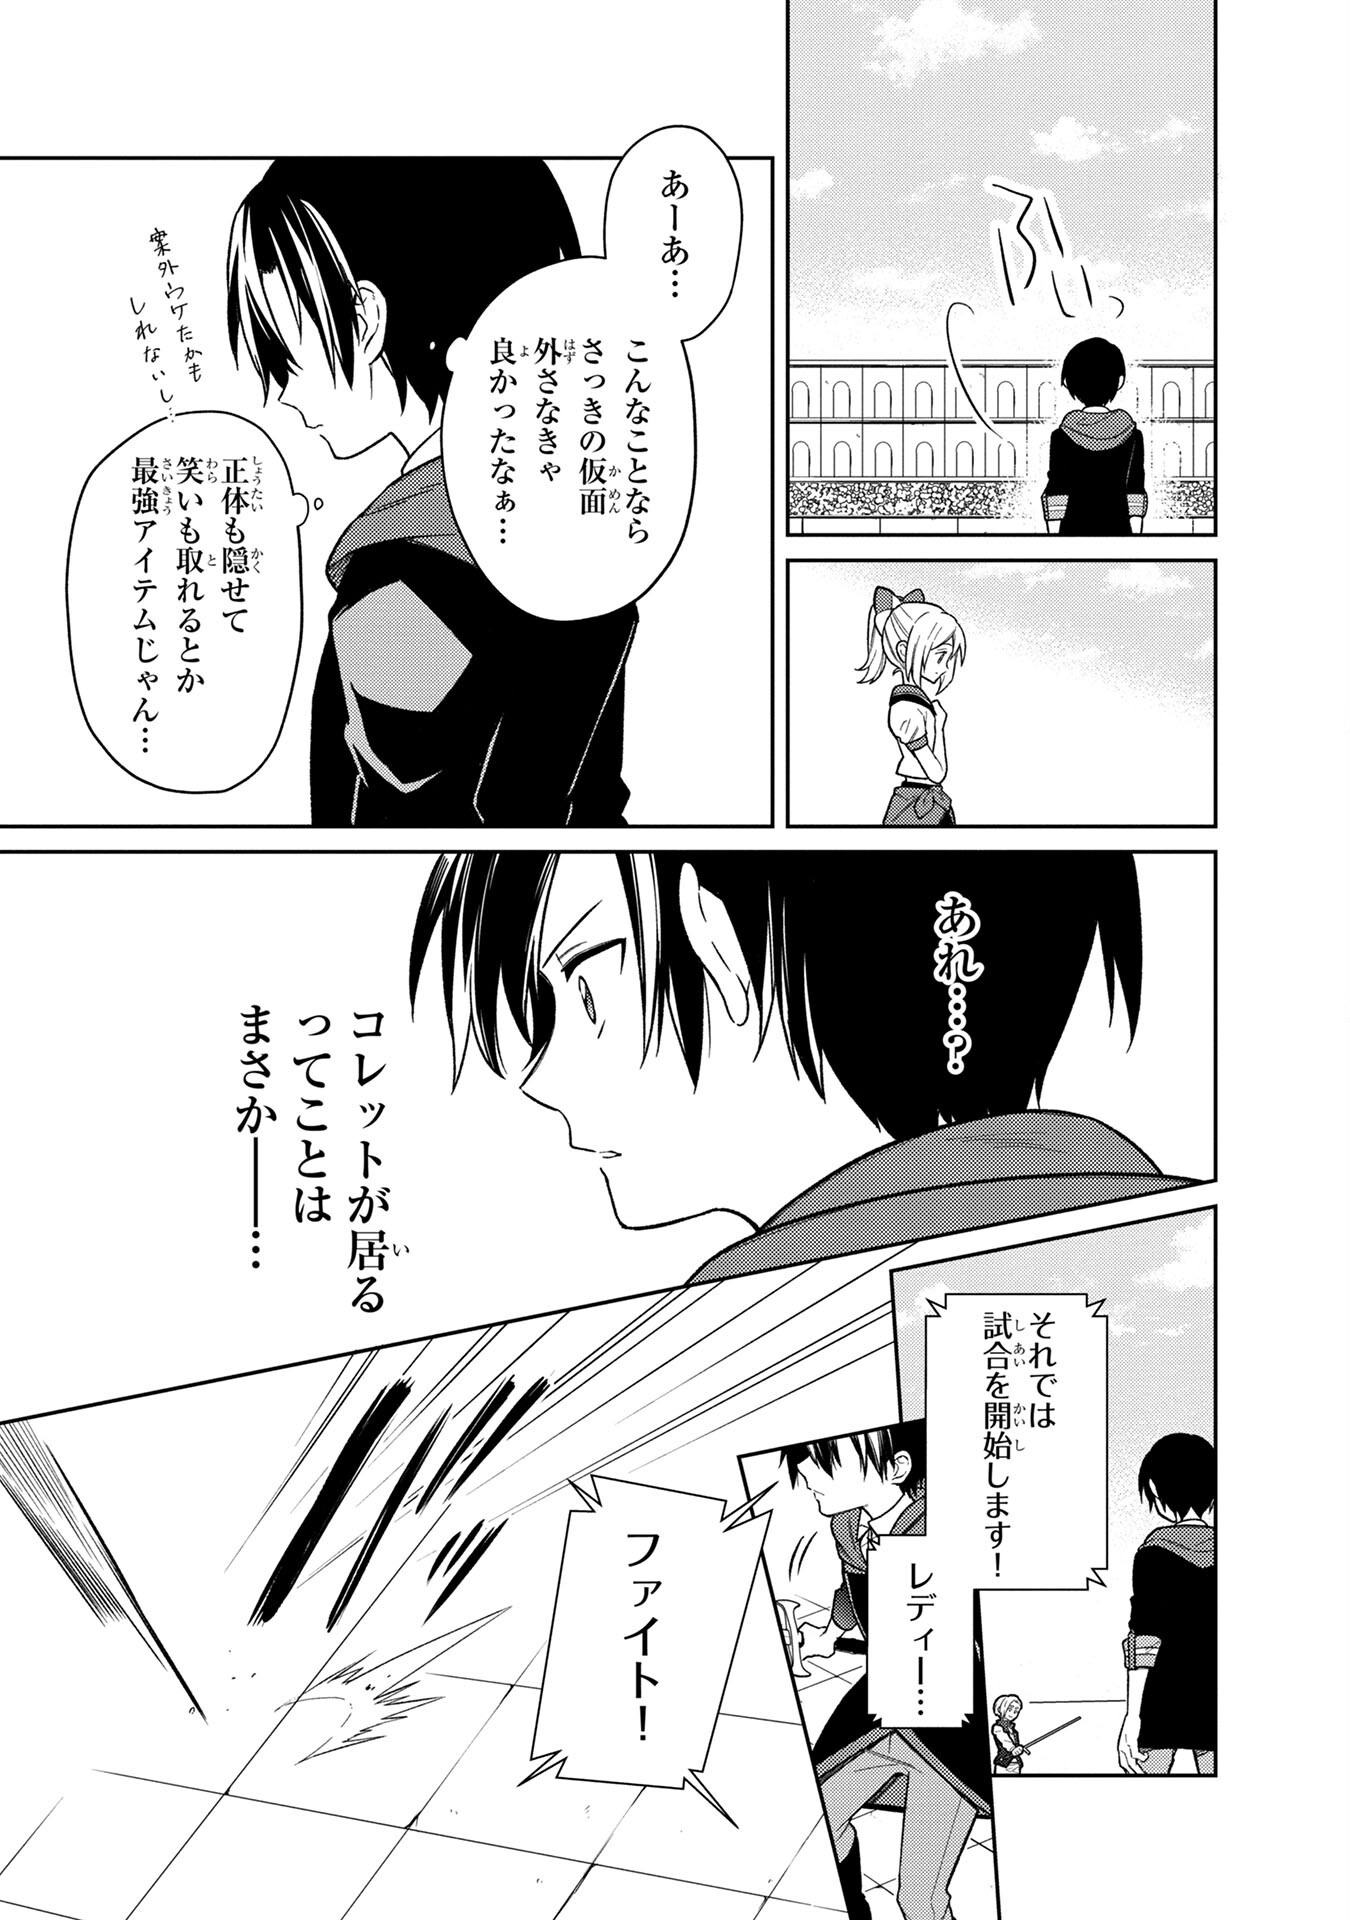 ふい
あーあ…
こんなことなら
さっきの仮面
外さなきゃ
良かったなぁ…
案外ウケたかも
しれないし…
正体も隠せて
笑いも取れるとか
最強アイテムじゃん…
あれ……?
コレットが居る
ってことは
まさか――…
それでは
試合を開始します!
レディー…
ファイト!